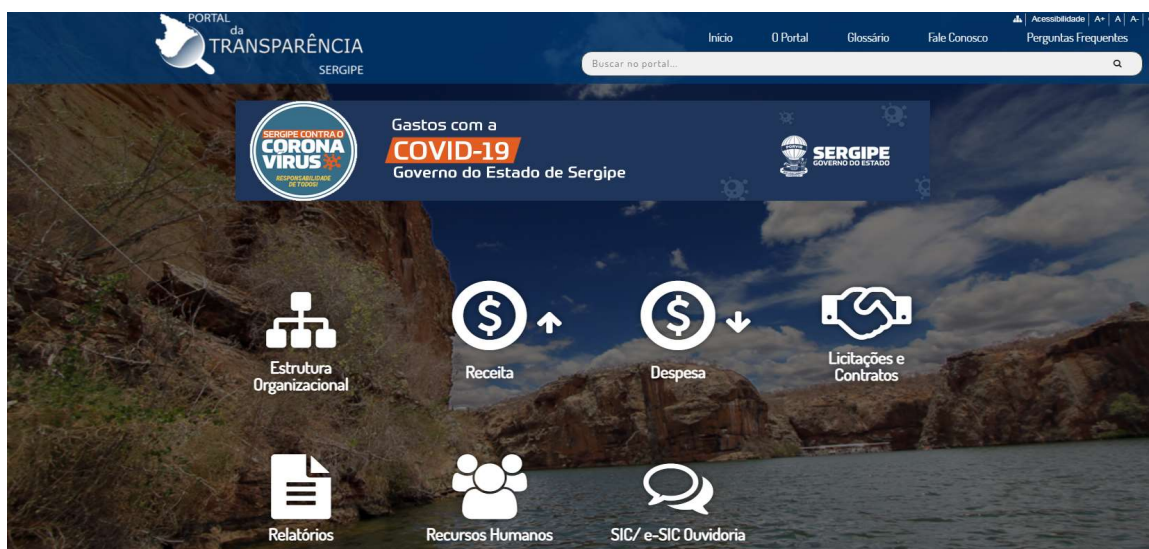 PORTAL
da
TRANSPARÊNCIA
SERGIPE
Acessibilidade | A+ | A | A-
Início O Portal Glossário Fale Conosco Perguntas Frequentes
Buscar no portal...
SERGIPE CONTRA O
CORONA
VÍRUS
RESPONSABILIDADE
DE TODOS!
Gastos com a
COVID-19
Governo do Estado de Sergipe
SERGIPE
GOVERNO DO ESTADO
Estrutura
Organizacional
Receita
Despesa
Licitações e
Contratos
Relatórios
Recursos Humanos
SIC/ e-SIC Ouvidoria